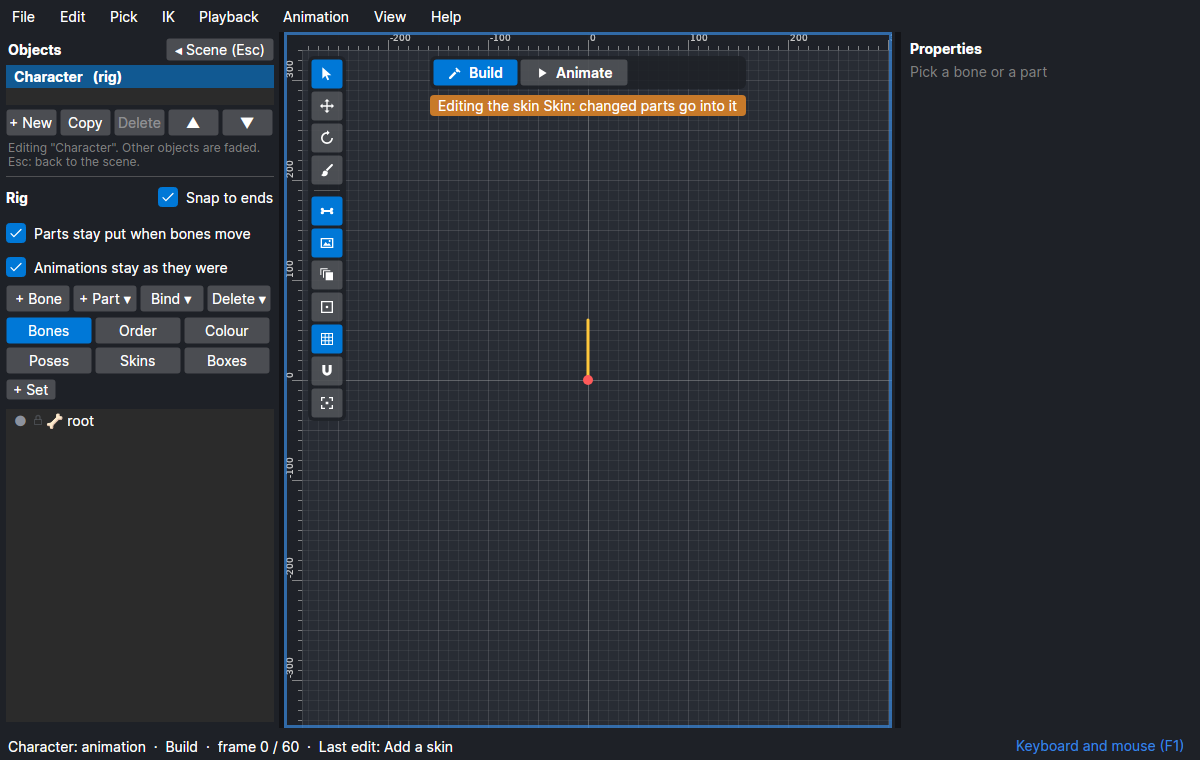 File Edit Pick IK Playback Animation View Help
Objects
◂ Scene (Esc)
Character (rig)
+ New Copy Delete ▲ ▼
Editing "Character". Other objects are faded.
Esc: back to the scene.
Rig
Snap to ends
Parts stay put when bones move
Animations stay as they were
+ Bone + Part ▾ Bind ▾ Delete ▾
Bones Order Colour
Poses Skins Boxes
+ Set
root
-200 -100 0 100 200
300
200
100
0
-100
-200
-300
Build Animate
Editing the skin Skin: changed parts go into it
Properties
Pick a bone or a part
Character: animation · Build · frame 0 / 60 · Last edit: Add a skin
Keyboard and mouse (F1)